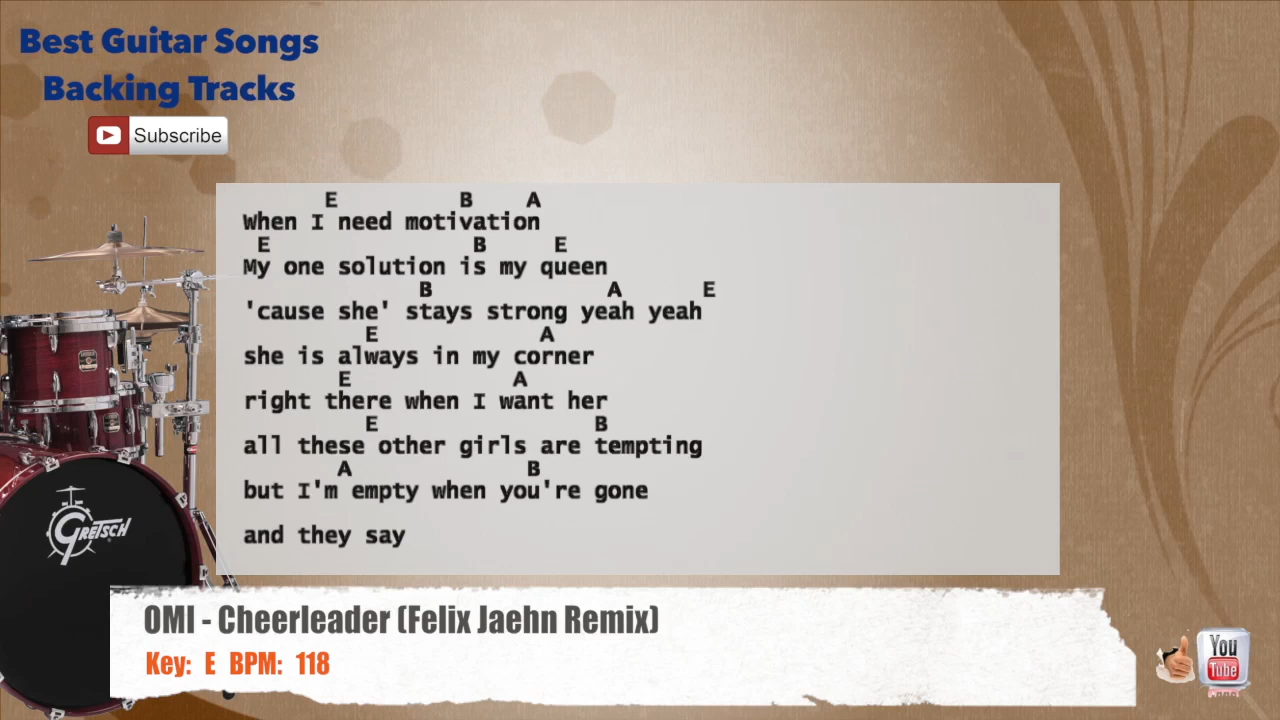 Best Guitar Songs
Backing Tracks
Subscribe
E B A
When I need motivation
E B E
My one solution is my queen
B A E
'cause she' stays strong yeah yeah
E A
she is always in my corner
E A
right there when I want her
E B
all these other girls are tempting
A B
but I'm empty when you're gone
and they say
GRETSCH
OMI - Cheerleader (Felix Jaehn Remix)
Key: E BPM: 118
You
Tube